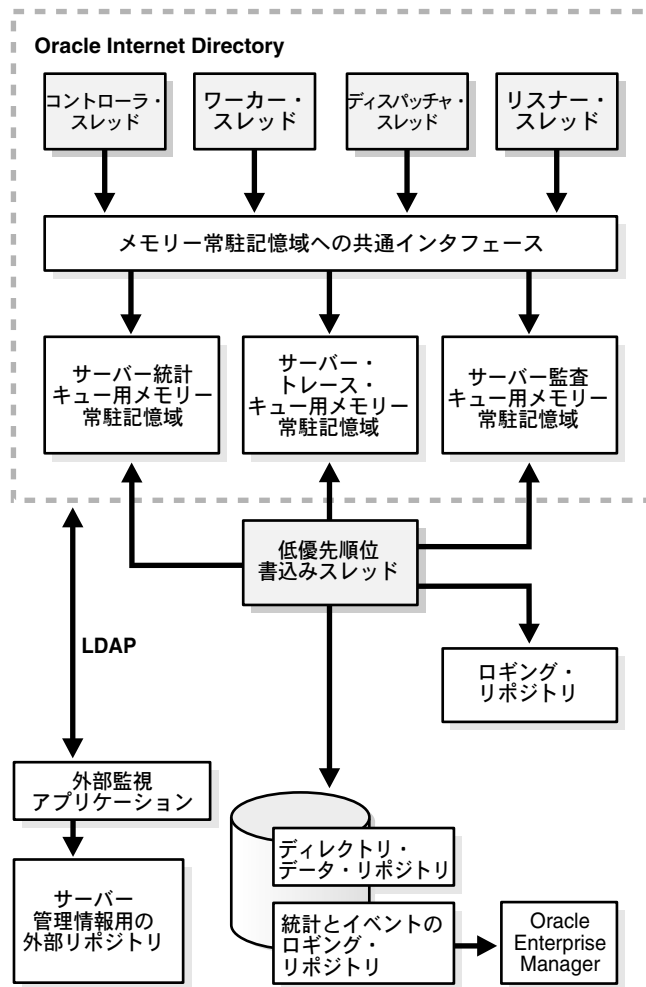 Oracle Internet Directory
コントローラ・
スレッド
ワーカー・
スレッド
ディスパッチャ・
スレッド
リスナー・
スレッド
メモリー常駐記憶域への共通インタフェース
サーバー統計
キュー用メモリー
常駐記憶域
サーバー・
トレース・
キュー用メモリー
常駐記憶域
サーバー監査
キュー用メモリー
常駐記憶域
低優先順位
書込みスレッド
LDAP
ロギング・
リポジトリ
外部監視
アプリケーション
サーバー
管理情報用の
外部リポジトリ
ディレクトリ・
データ・リポジトリ
統計とイベントの
ロギング・
リポジトリ
Oracle
Enterprise
Manager